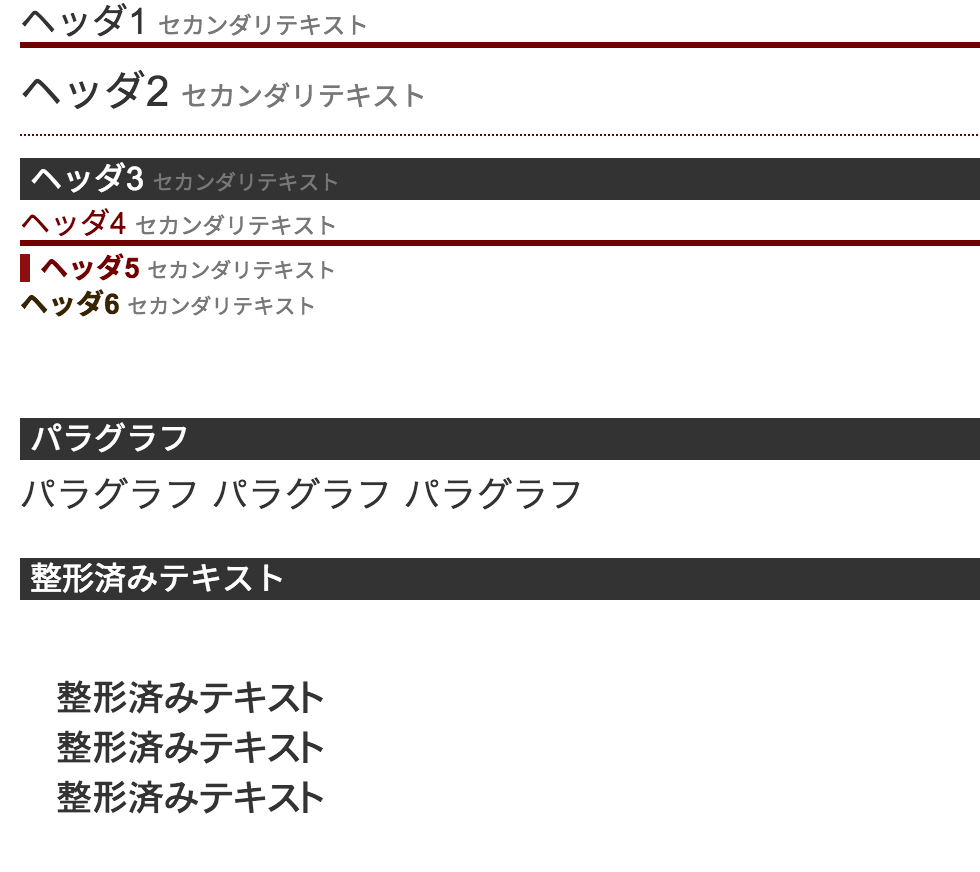 ヘッダ1 セカンダリテキスト
ヘッダ2 セカンダリテキスト
ヘッダ3 セカンダリテキスト
ヘッダ4 セカンダリテキスト
ヘッダ5 セカンダリテキスト
ヘッダ6 セカンダリテキスト
パラグラフ
パラグラフ パラグラフ パラグラフ
整形済みテキスト
整形済みテキスト
整形済みテキスト
整形済みテキスト